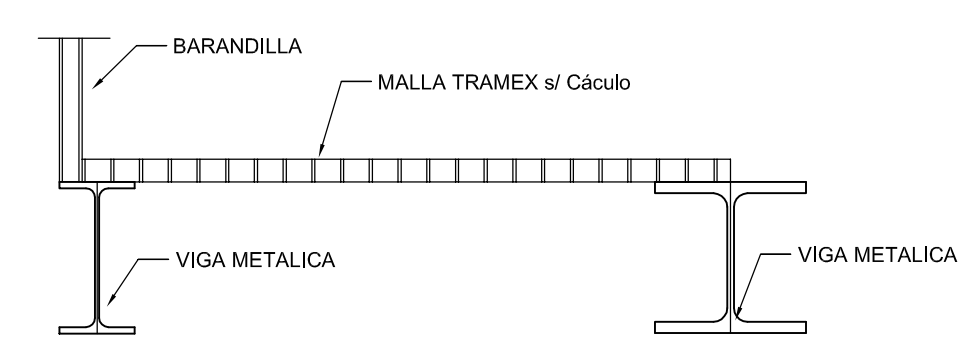 BARANDILLA
MALLA TRAMEX s/ Cáculo
VIGA METALICA
VIGA METALICA